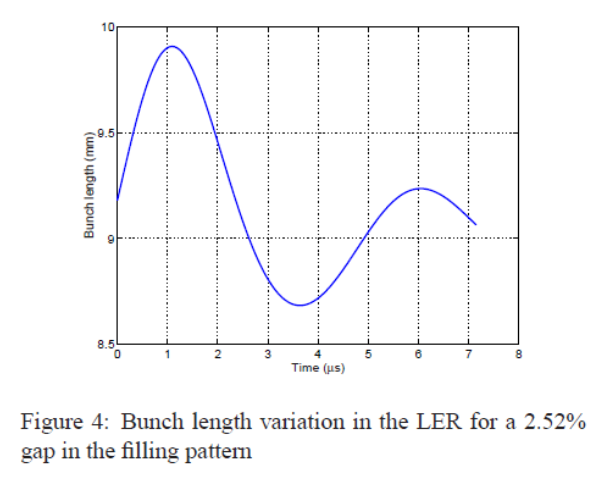 10
9.5
9
8.5
Bunch length (mm)
0 1 2 3 4 5 6 7 8
Time (μs)
Figure 4: Bunch length variation in the LER for a 2.52%
gap in the filling pattern